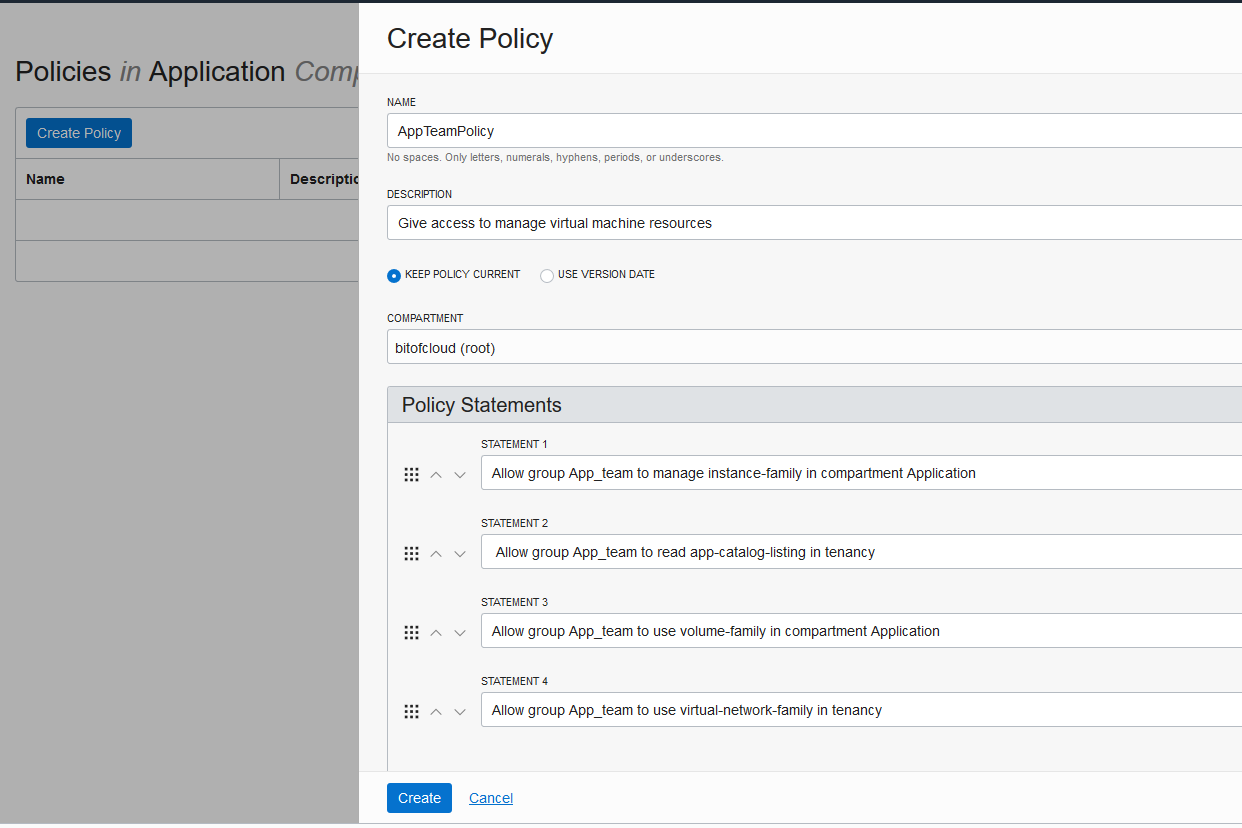 Create Policy
Policies in Application Comp
Create Policy
Name Descriptio
NAME
AppTeamPolicy
No spaces. Only letters, numerals, hyphens, periods, or underscores.
DESCRIPTION
Give access to manage virtual machine resources
KEEP POLICY CURRENT USE VERSION DATE
COMPARTMENT
bitofcloud (root)
Policy Statements
STATEMENT 1
Allow group App_team to manage instance-family in compartment Application
STATEMENT 2
Allow group App_team to read app-catalog-listing in tenancy
STATEMENT 3
Allow group App_team to use volume-family in compartment Application
STATEMENT 4
Allow group App_team to use virtual-network-family in tenancy
Create Cancel